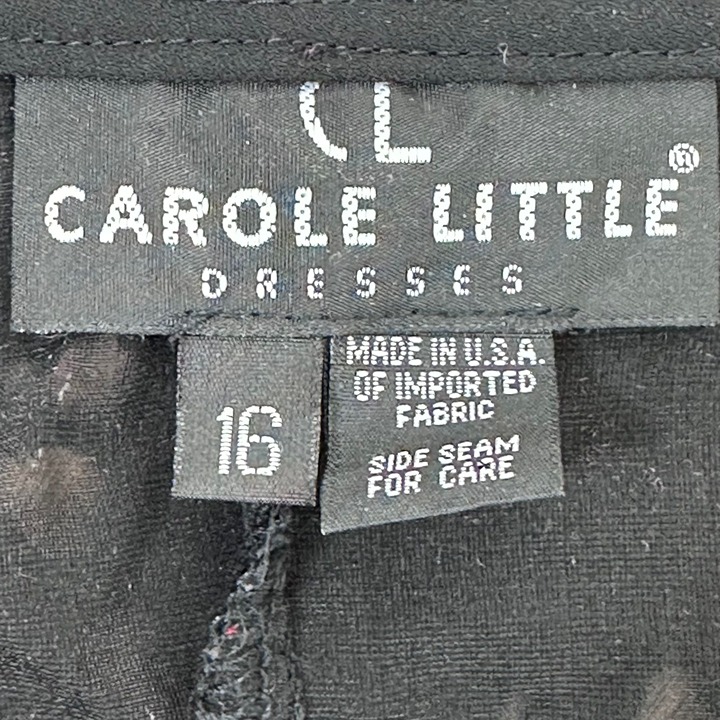 CL
CAROLE LITTLE®
DRESSES
16
MADE IN U.S.A.
OF IMPORTED
FABRIC
SIDE SEAM
FOR CARE